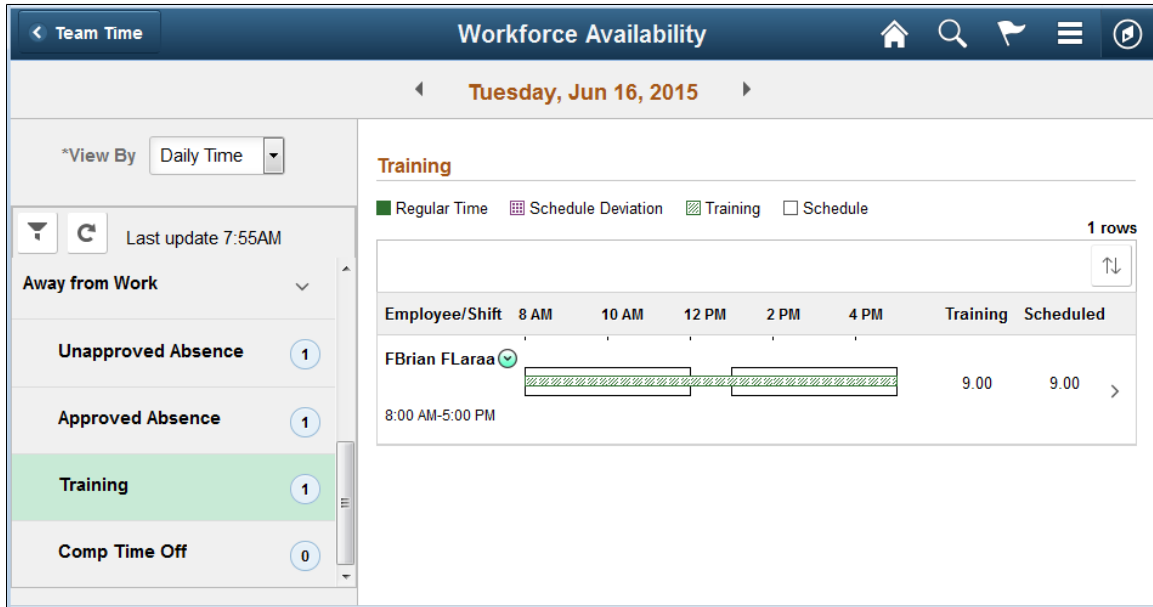 Team Time
Workforce Availability
Tuesday, Jun 16, 2015
*View By Daily Time
Last update 7:55AM
Away from Work
Unapproved Absence 1
Approved Absence 1
Training 1
Comp Time Off 0
Training
Regular Time Schedule Deviation Training Schedule
1 rows
Employee/Shift 8 AM 10 AM 12 PM 2 PM 4 PM Training Scheduled
FBrian FLaraa 9.00 9.00
8:00 AM-5:00 PM